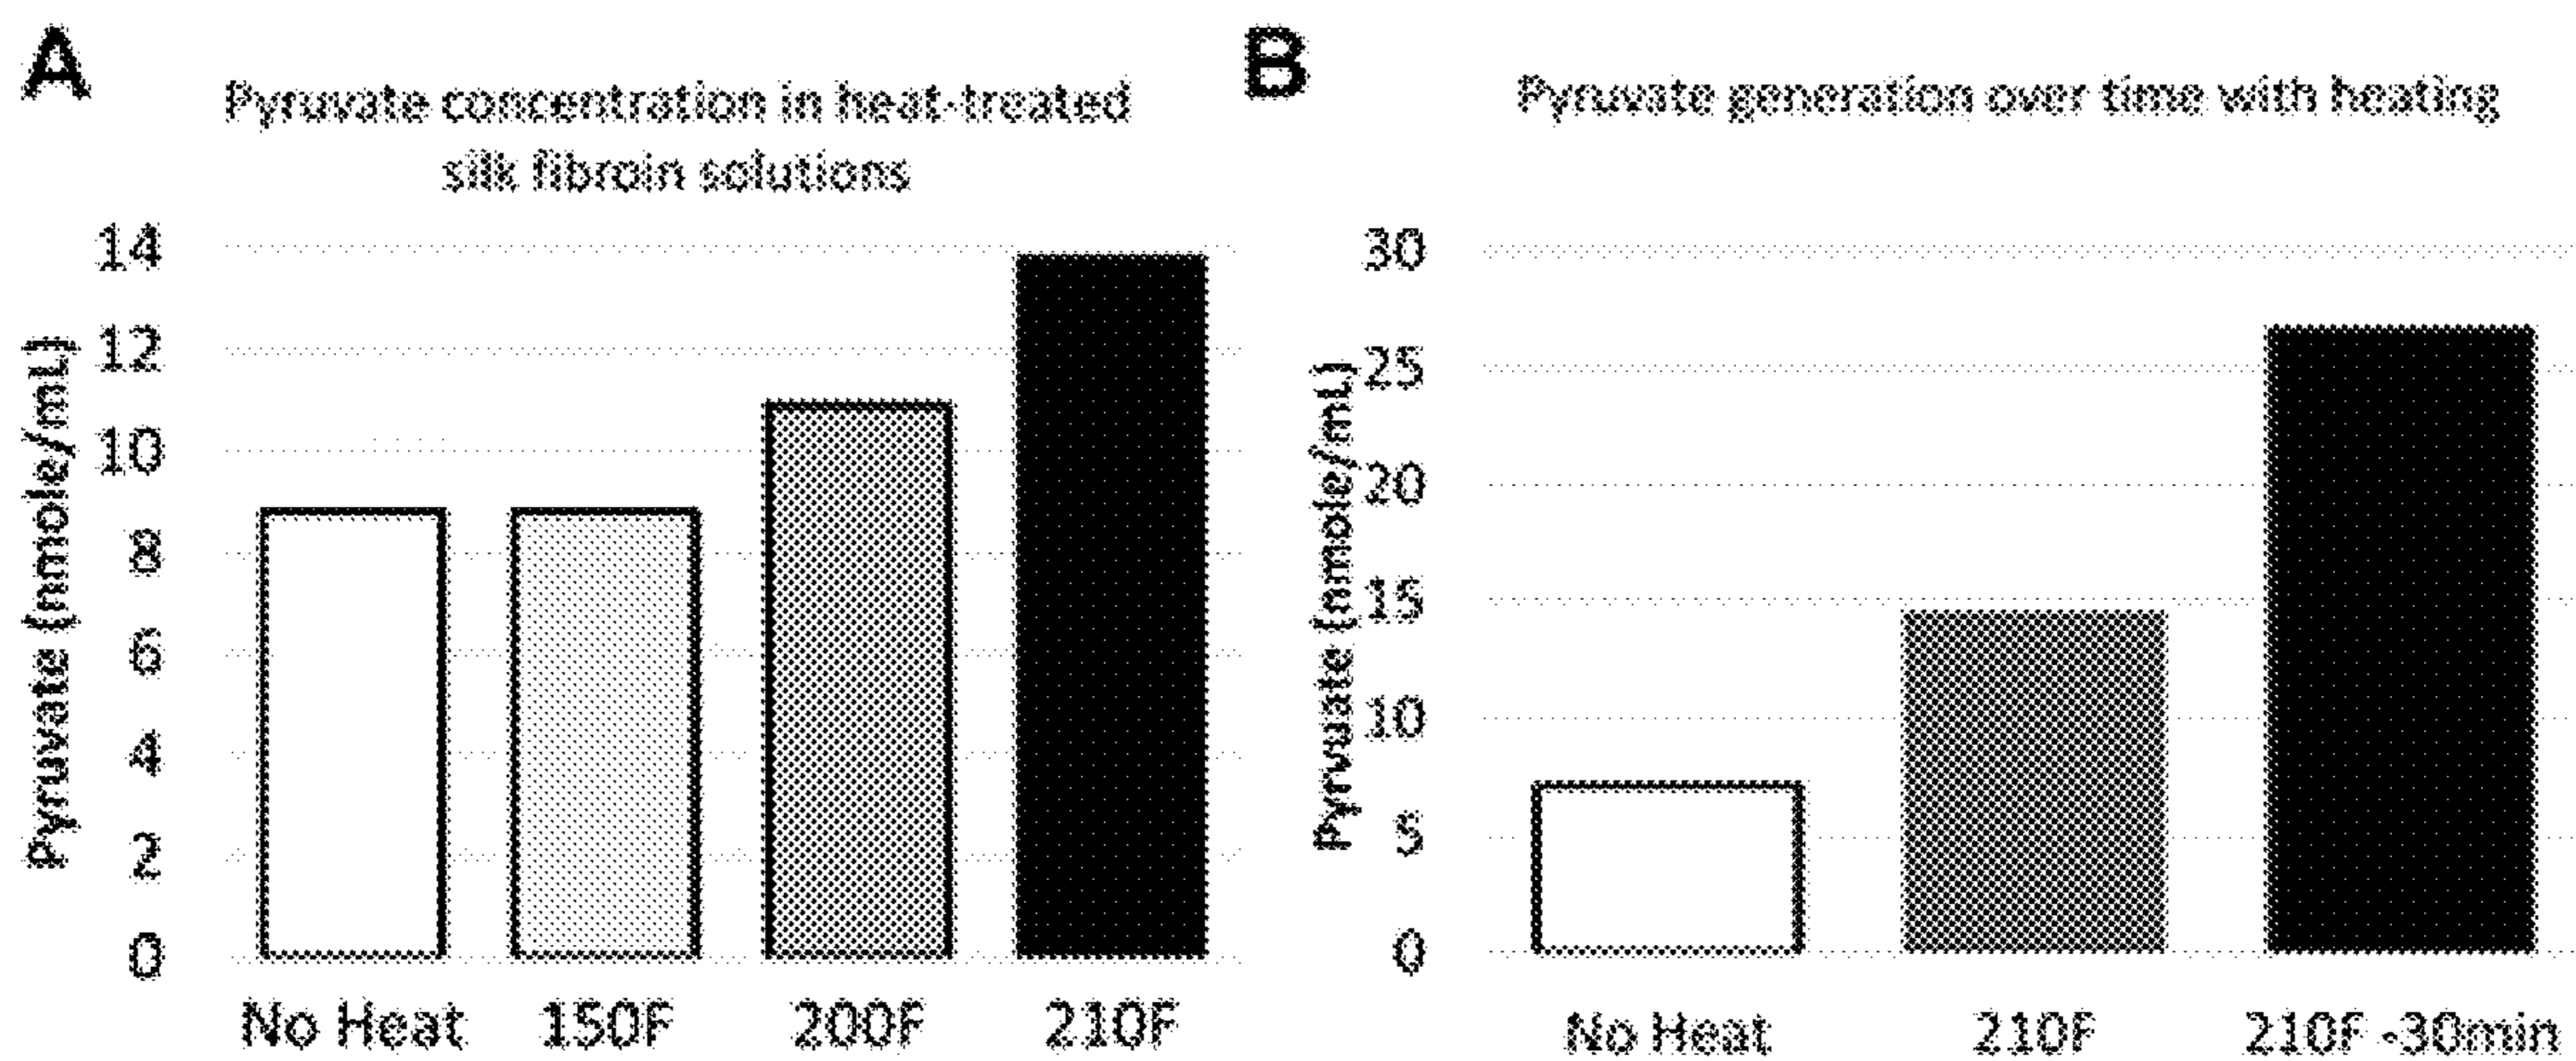 A
Pyruvate concentration in heat-treated
silk fibroin solutions
Pyruvate (nmole/mL)
14
12
10
8
6
4
2
0
No Heat 150F 200F 210F
B
Pyruvate generation over time with heating
Pyruvate (nmole/mL)
30
25
20
15
10
5
0
No Heat 210F 210F -30min